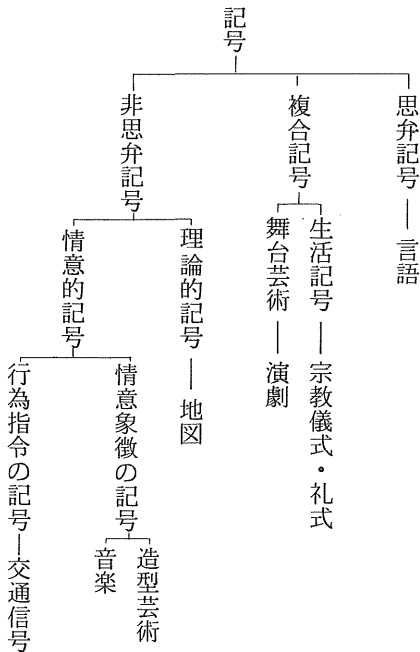 記号
思弁記号
言語
複合記号
生活記号
宗教儀式・礼式
舞台芸術
演劇
非思弁記号
理論的記号
地図
情意的記号
情意象徴の記号
造型芸術
音楽
行為指令の記号
交通信号